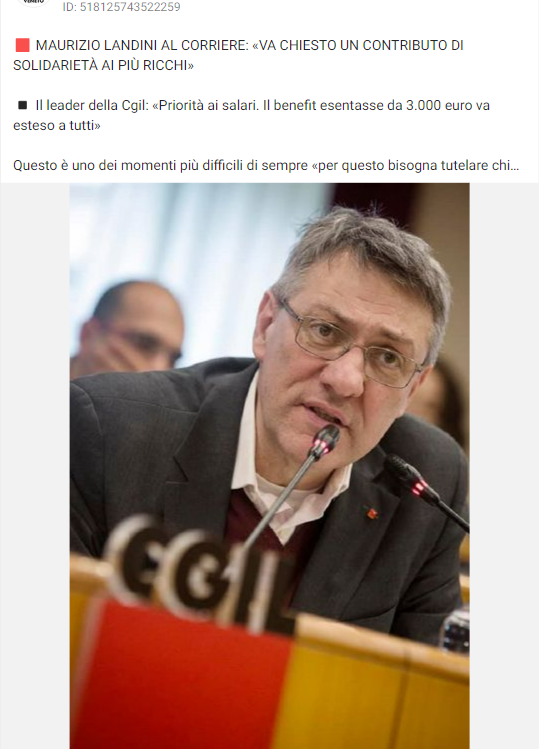 VENETO
ID: 518125743522259
🟥 MAURIZIO LANDINI AL CORRIERE: «VA CHIESTO UN CONTRIBUTO DI
SOLIDARIETÀ AI PIÙ RICCHI»
◾ Il leader della Cgil: «Priorità ai salari. Il benefit esentasse da 3.000 euro va
esteso a tutti»
Questo è uno dei momenti più difficili di sempre «per questo bisogna tutelare chi...
CGIL